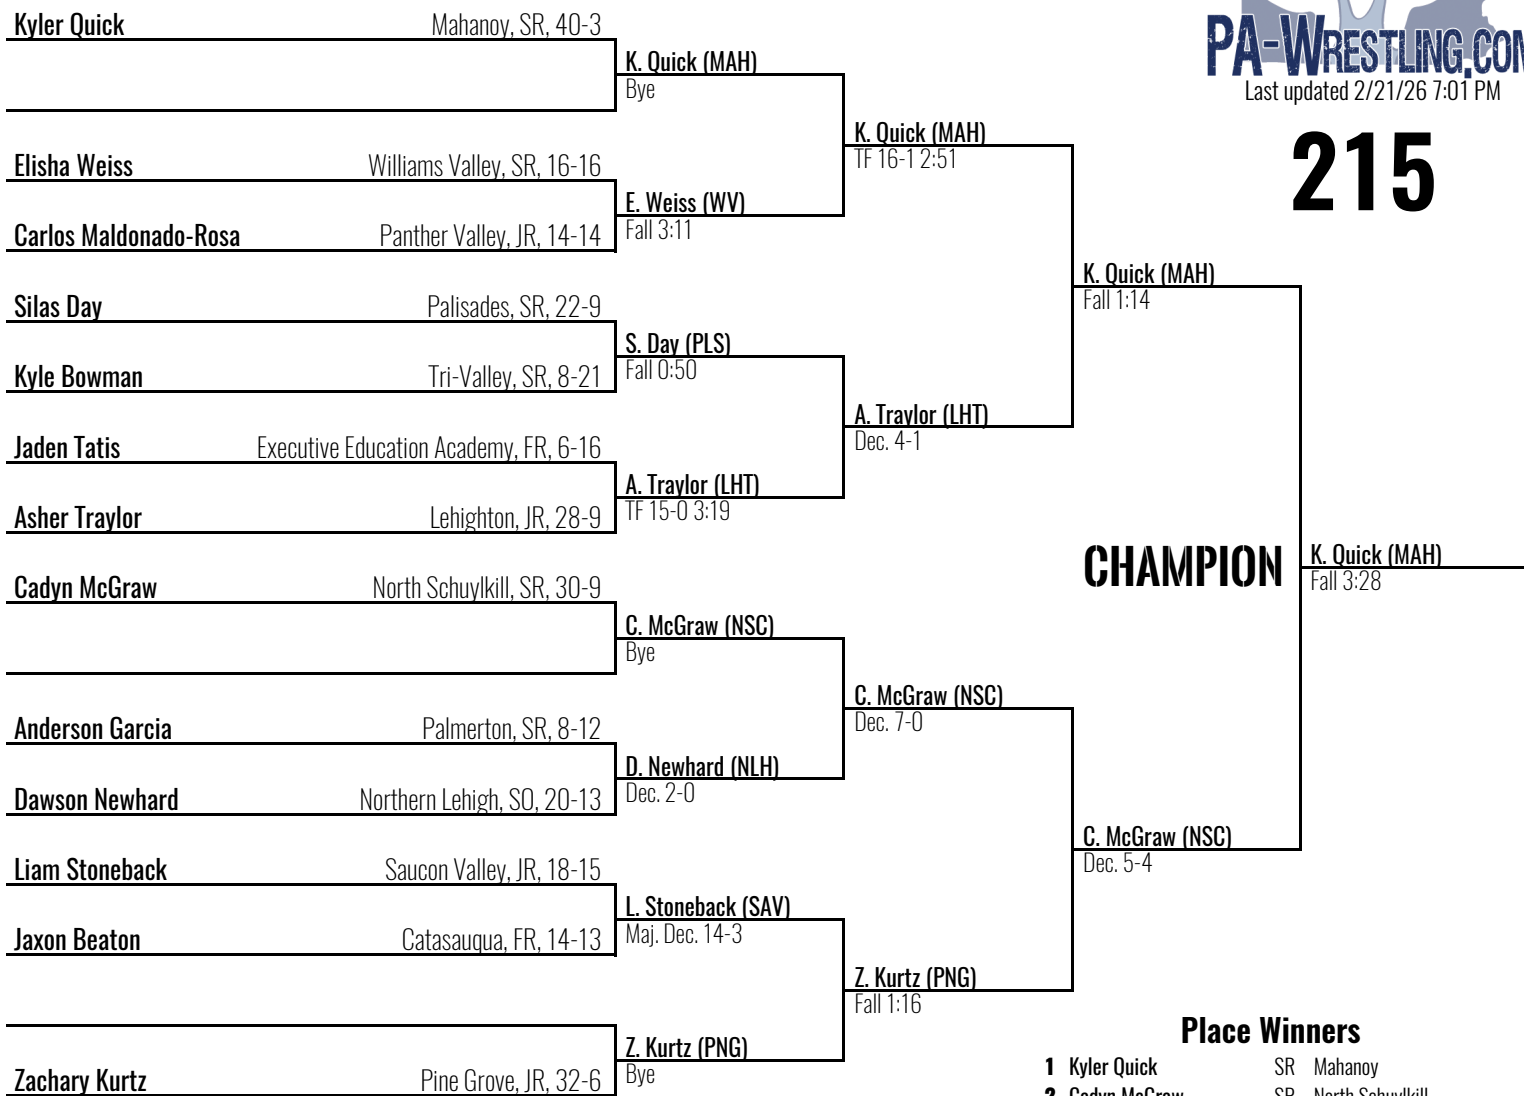 PA-WRESTLING.COM
Last updated 2/21/26 7:01 PM
215
Kyler Quick Mahanoy, SR, 40-3
K. Quick (MAH)
Bye
K. Quick (MAH)
TF 16-1 2:51
Elisha Weiss Williams Valley, SR, 16-16
E. Weiss (WV)
Fall 3:11
Carlos Maldonado-Rosa Panther Valley, JR, 14-14
K. Quick (MAH)
Fall 1:14
Silas Day Palisades, SR, 22-9
S. Day (PLS)
Fall 0:50
Kyle Bowman Tri-Valley, SR, 8-21
A. Traylor (LHT)
Dec. 4-1
Jaden Tatis Executive Education Academy, FR, 6-16
A. Traylor (LHT)
TF 15-0 3:19
Asher Traylor Lehighton, JR, 28-9
CHAMPION
K. Quick (MAH)
Fall 3:28
Cadyn McGraw North Schuylkill, SR, 30-9
C. McGraw (NSC)
Bye
C. McGraw (NSC)
Dec. 7-0
Anderson Garcia Palmerton, SR, 8-12
D. Newhard (NLH)
Dec. 2-0
Dawson Newhard Northern Lehigh, SO, 20-13
C. McGraw (NSC)
Dec. 5-4
Liam Stoneback Saucon Valley, JR, 18-15
L. Stoneback (SAV)
Maj. Dec. 14-3
Jaxon Beaton Catasauqua, FR, 14-13
Z. Kurtz (PNG)
Fall 1:16
Z. Kurtz (PNG)
Bye
Zachary Kurtz Pine Grove, JR, 32-6
Place Winners
1 Kyler Quick SR Mahanoy
2 Cadyn McGraw SR North Schuylkill